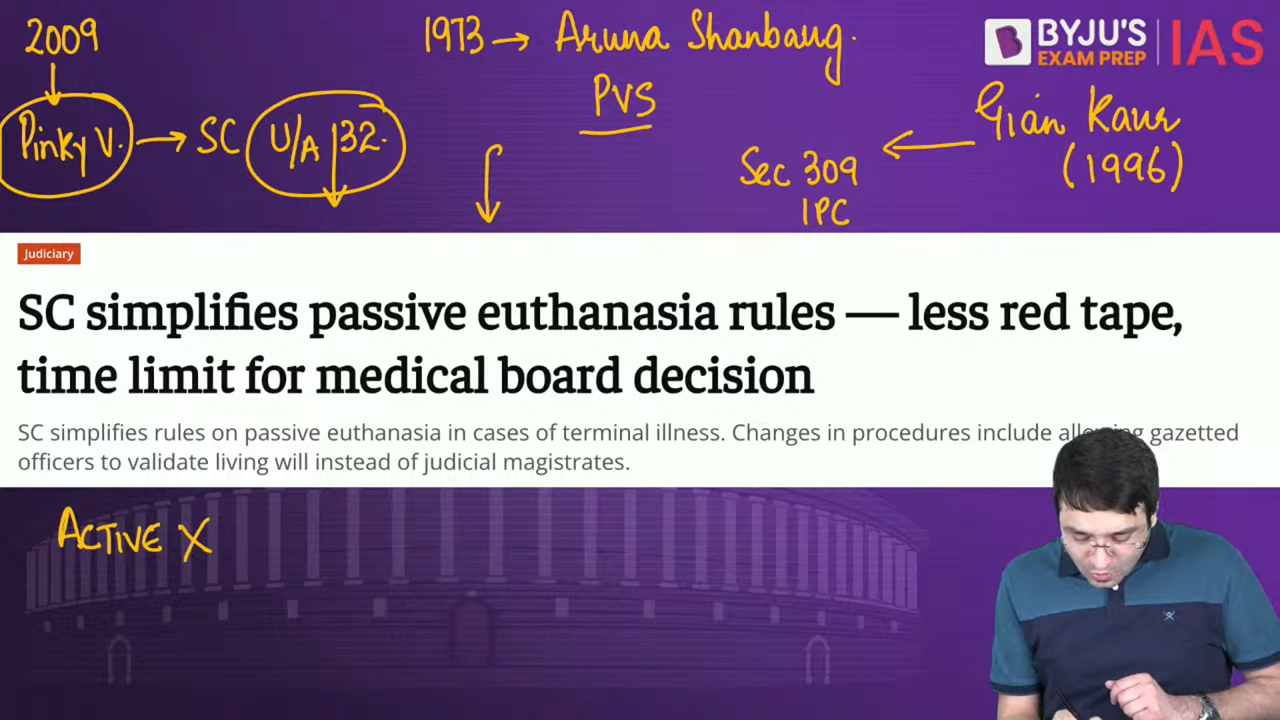 2009
1973 → Aruna Shanbaug.
PVS
BYJU'S
EXAM PREP
IAS
Pinky V. → SC U/A 32.
Gian Kaur
(1996)
Sec 309
IPC
Judiciary
SC simplifies passive euthanasia rules — less red tape,
time limit for medical board decision
SC simplifies rules on passive euthanasia in cases of terminal illness. Changes in procedures include allowing gazetted
officers to validate living will instead of judicial magistrates.
ACTIVE X